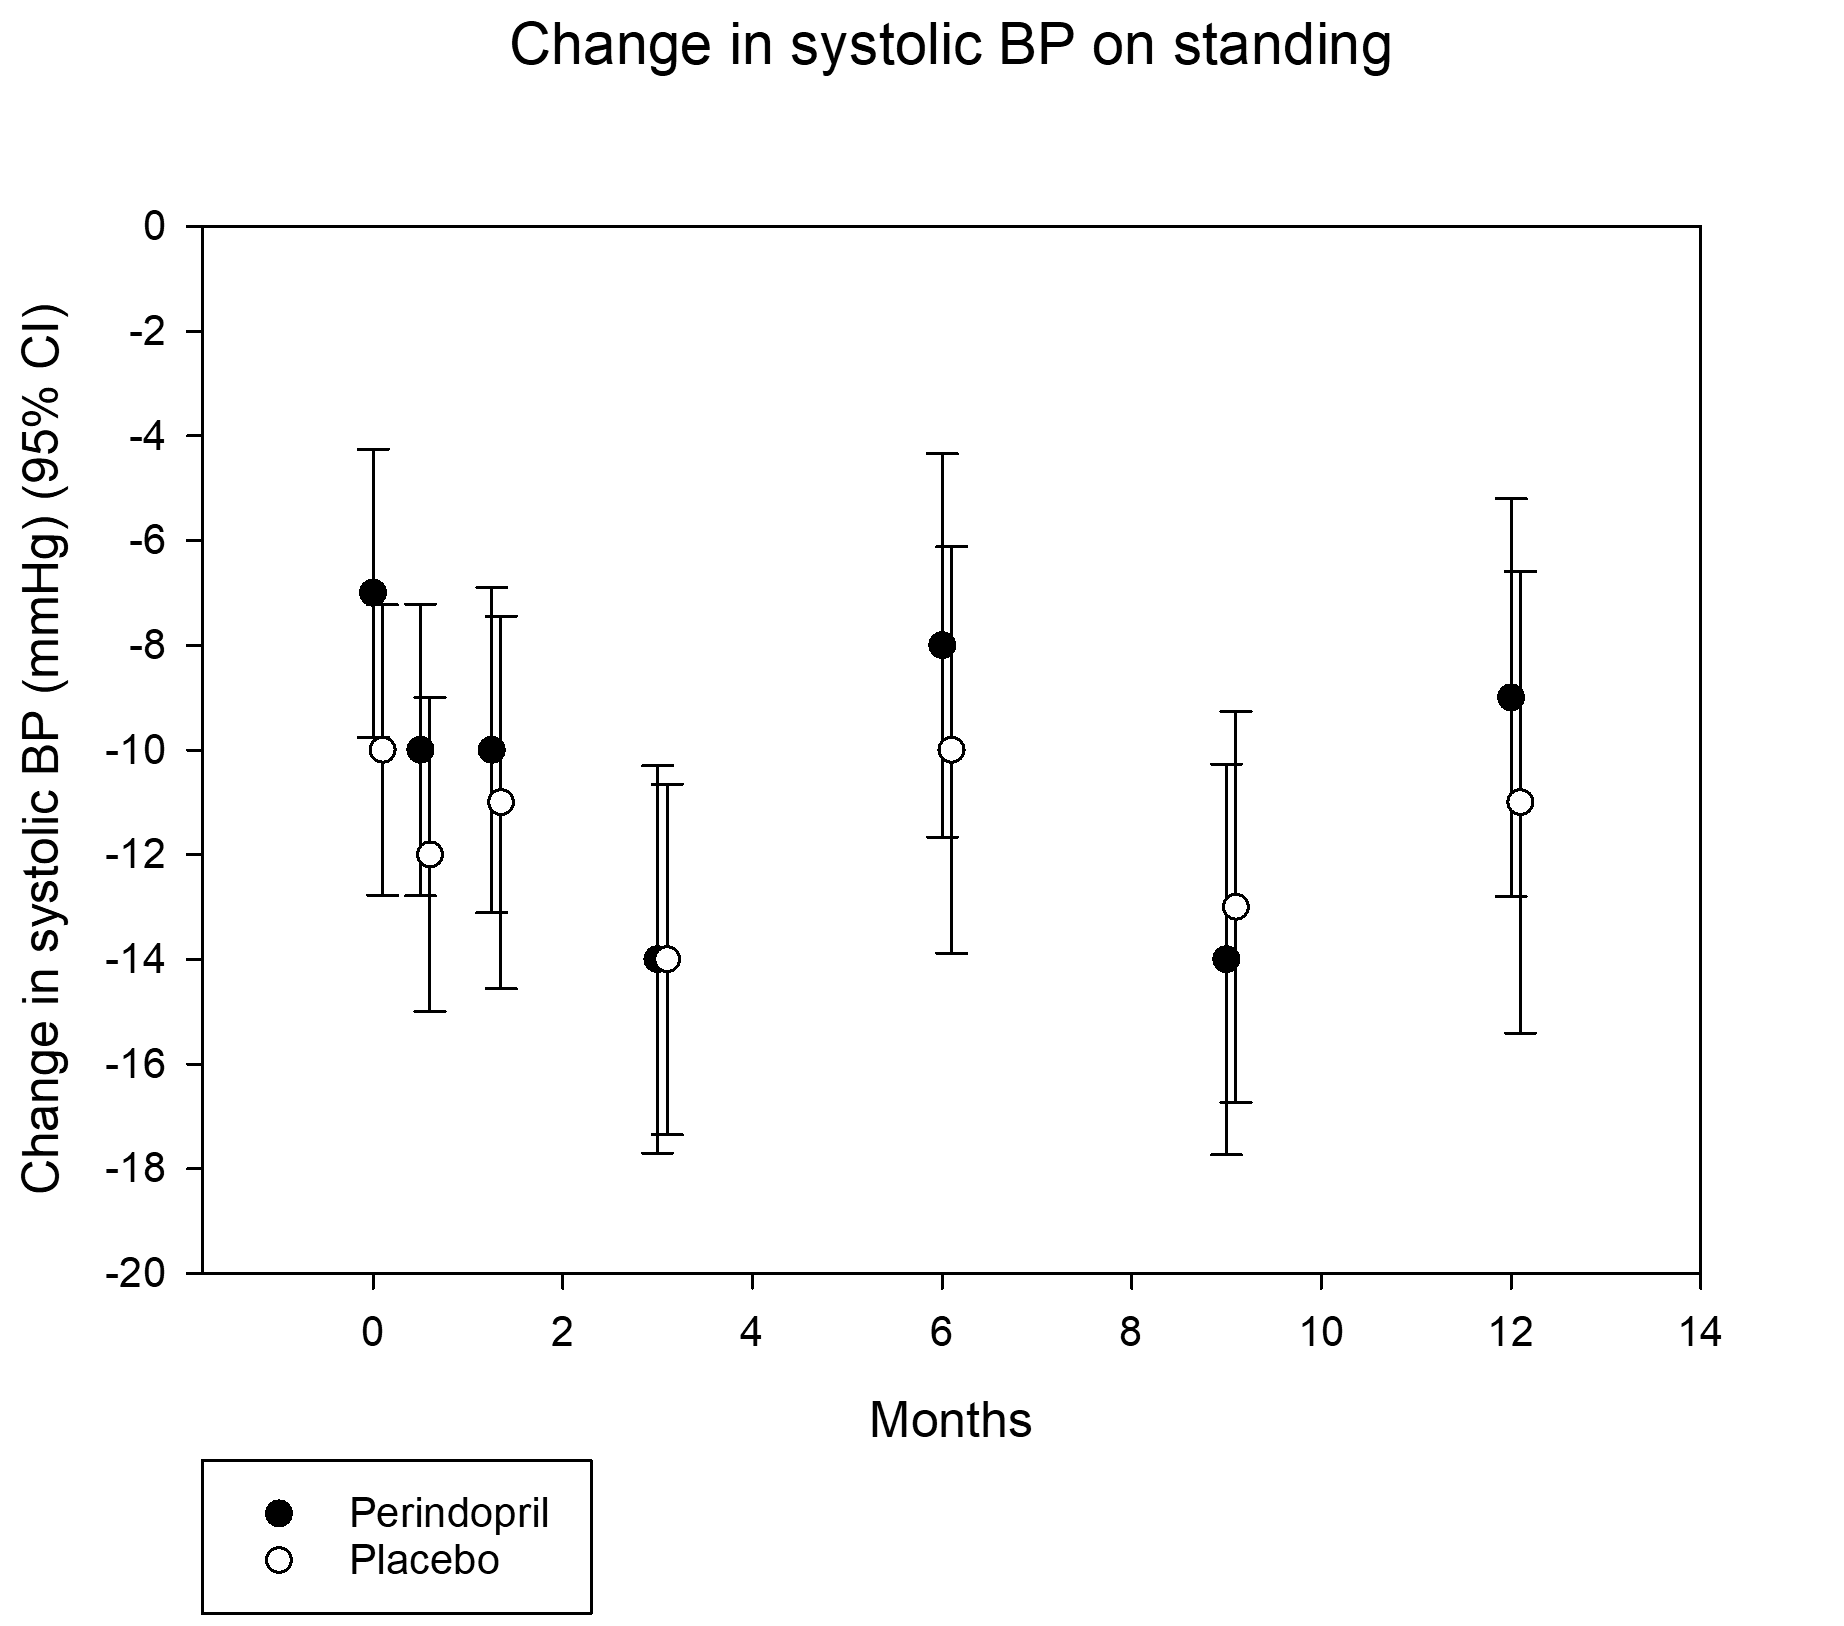 Change in systolic BP on standing
Change in systolic BP (mmHg) (95% CI)
0
-2
-4
-6
-8
-10
-12
-14
-16
-18
-20
0 2 4 6 8 10 12 14
Months
Perindopril
Placebo